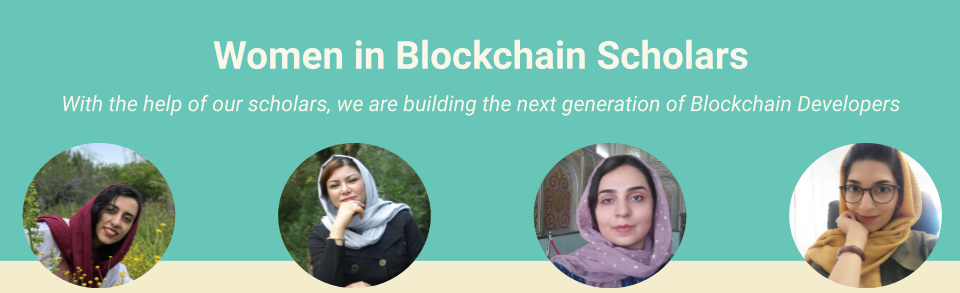 Women in Blockchain Scholars
With the help of our scholars, we are building the next generation of Blockchain Developers